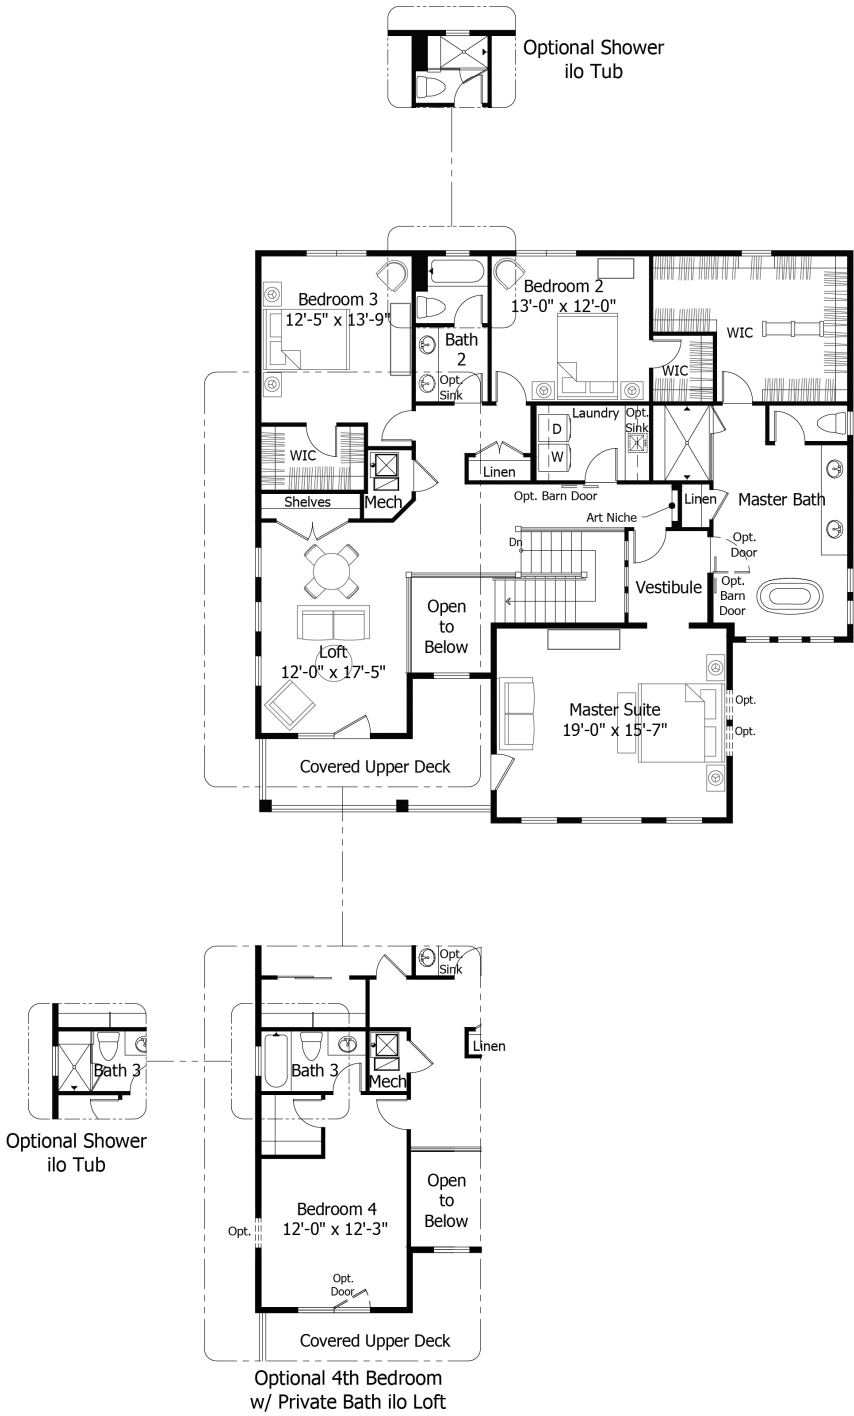 Optional Shower
ilo Tub
Bedroom 3
12'-5" x 13'-9"
Bath
2
Opt.
Sink
Bedroom 2
13'-0" x 12'-0"
WIC
WIC
WIC
Laundry
Opt.
Sink
D
W
Linen
Mech
Shelves
Opt. Barn Door
Art Niche
Linen
Master Bath
Opt.
Door
Opt.
Barn
Door
Dn
Vestibule
Open
to
Below
Loft
12'-0" x 17'-5"
Master Suite
19'-0" x 15'-7"
Opt.
Opt.
Covered Upper Deck
Opt.
Sink
Linen
Bath 3
Mech
Bath 3
Optional Shower
ilo Tub
Open
to
Below
Bedroom 4
12'-0" x 12'-3"
Opt.
Opt.
Door
Covered Upper Deck
Optional 4th Bedroom
w/ Private Bath ilo Loft